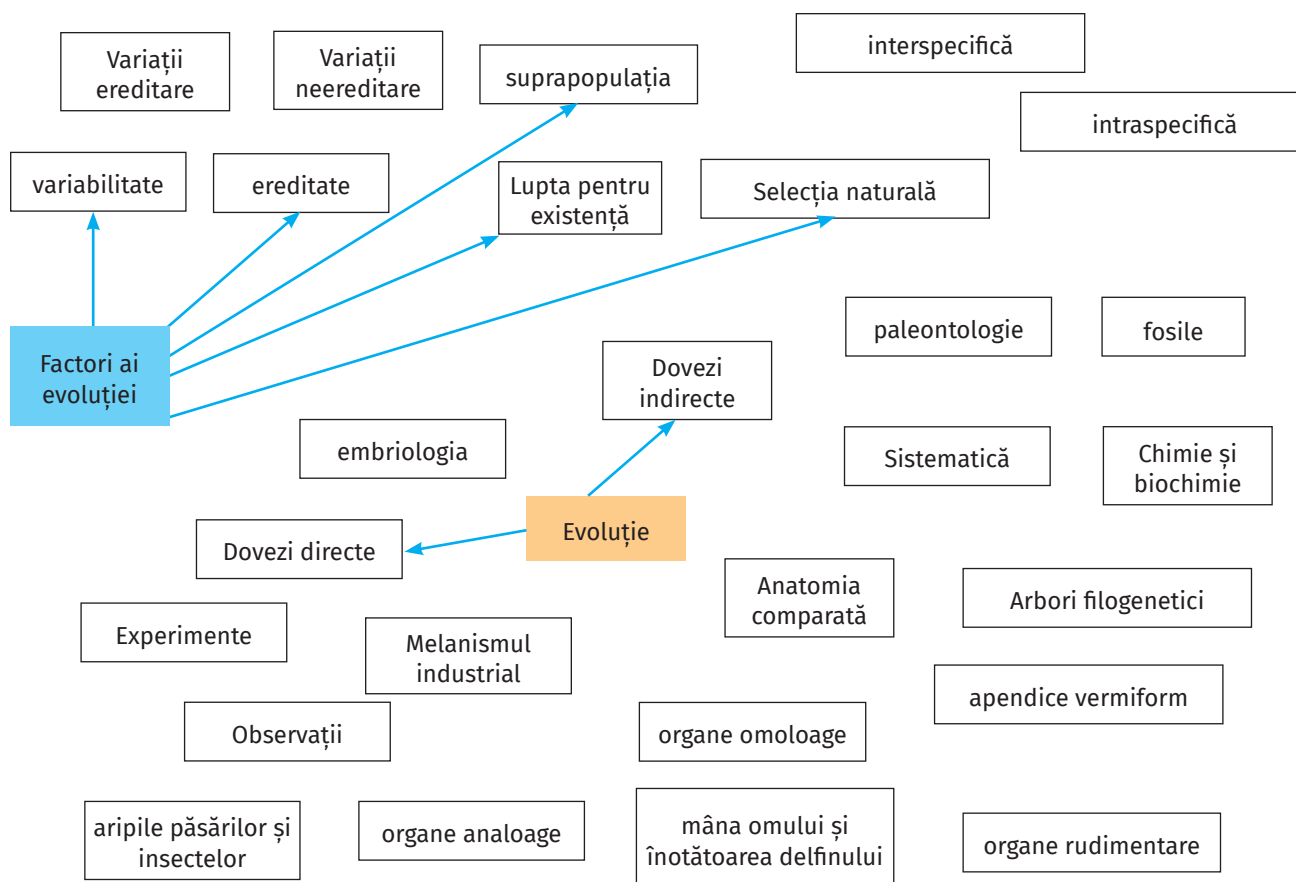 Variații
ereditare
Variații
neereditare
suprapopulația
interspecifică
intraspecifică
variabilitate
ereditate
Lupta pentru
existență
Selecția naturală
Factori ai
evoluției
paleontologie
fosile
Dovezi
indirecte
embriologia
Sistematică
Chimie și
biochimie
Dovezi directe
Evoluție
Anatomia
comparată
Arbori filogenetici
Experimente
Melanismul
industrial
apendice vermiform
Observații
organe omoloage
aripile păsărilor și
insectelor
organe analoage
mâna omului și
înotătoarea delfinului
organe rudimentare